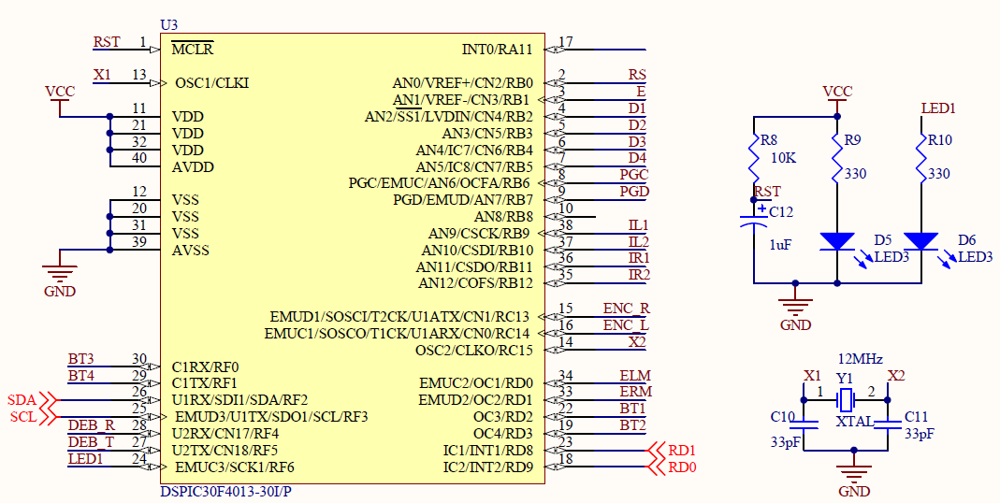 U3
RST 1 MCLR
X1 13 OSC1/CLKI
VCC
11 VDD
21 VDD
32 VDD
40 AVDD
12 VSS
20 VSS
31 VSS
39 AVSS
GND
BT3 30 C1RX/RF0
BT4 29 C1TX/RF1
SDA 26 U1RX/SDI1/SDA/RF2
SCL 25 EMUD3/U1TX/SDO1/SCL/RF3
DEB_R 28 U2RX/CN17/RF4
DEB_T 27 U2TX/CN18/RF5
LED1 24 EMUC3/SCK1/RF6
DSPIC30F4013-30I/P
INT0/RA11 17
AN0/VREF+/CN2/RB0 2 RS
AN1/VREF-/CN3/RB1 3 E
AN2/SS1/LVDIN/CN4/RB2 4 D1
AN3/CN5/RB3 5 D2
AN4/IC7/CN6/RB4 6 D3
AN5/IC8/CN7/RB5 7 D4
PGC/EMUC/AN6/OCFA/RB6 8 PGC
PGD/EMUD/AN7/RB7 9 PGD
AN8/RB8 10
AN9/CSCK/RB9 38 IL1
AN10/CSDI/RB10 37 IL2
AN11/CSDO/RB11 36 IR1
AN12/COFS/RB12 35 IR2
EMUD1/SOSCI/T2CK/U1ATX/CN1/RC13 15 ENC_R
EMUC1/SOSCO/T1CK/U1ARX/CN0/RC14 16 ENC_L
OSC2/CLKO/RC15 14 X2
EMUC2/OC1/RD0 34 ELM
EMUD2/OC2/RD1 33 ERM
OC3/RD2 22 BT1
OC4/RD3 19 BT2
IC1/INT1/RD8 23 RD1
IC2/INT2/RD9 18 RD0
VCC
LED1
R8
10K
R9
330
R10
330
RST
+
C12
1uF
D5
LED3
D6
LED3
GND
12MHz
X1
Y1
X2
1
2
XTAL
C10
33pF
C11
33pF
GND